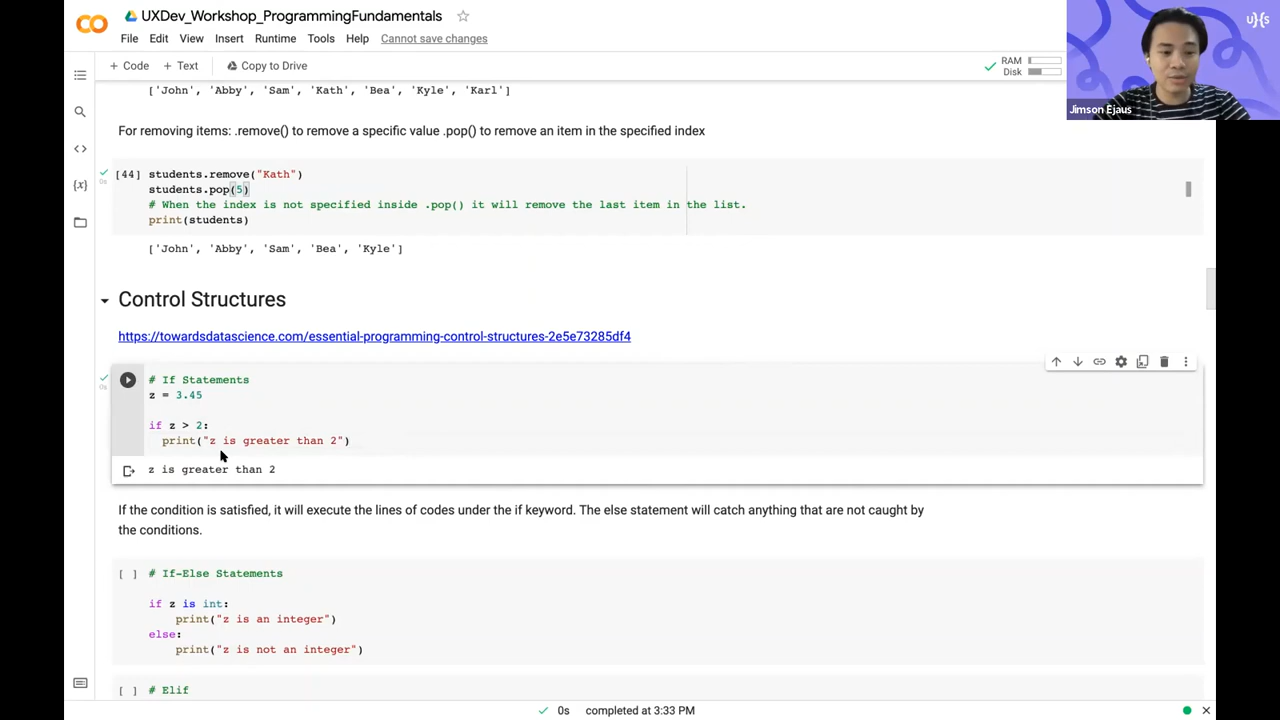 UXDev_Workshop_ProgrammingFundamentals
File Edit View Insert Runtime Tools Help Cannot save changes
+ Code + Text Copy to Drive
RAM
Disk
u}{s
Jimson Ejaus
['John', 'Abby', 'Sam', 'Kath', 'Bea', 'Kyle', 'Karl']
For removing items: .remove() to remove a specific value .pop() to remove an item in the specified index
[44] students.remove("Kath")
0s
students.pop(5)
# When the index is not specified inside .pop() it will remove the last item in the list.
print(students)
['John', 'Abby', 'Sam', 'Bea', 'Kyle']
Control Structures
https://towardsdatascience.com/essential-programming-control-structures-2e5e73285df4
# If Statements
0s
z = 3.45
if z > 2:
print("z is greater than 2")
z is greater than 2
If the condition is satisfied, it will execute the lines of codes under the if keyword. The else statement will catch anything that are not caught by
the conditions.
[ ] # If-Else Statements
if z is int:
print("z is an integer")
else:
print("z is not an integer")
[ ] # Elif
0s completed at 3:33 PM